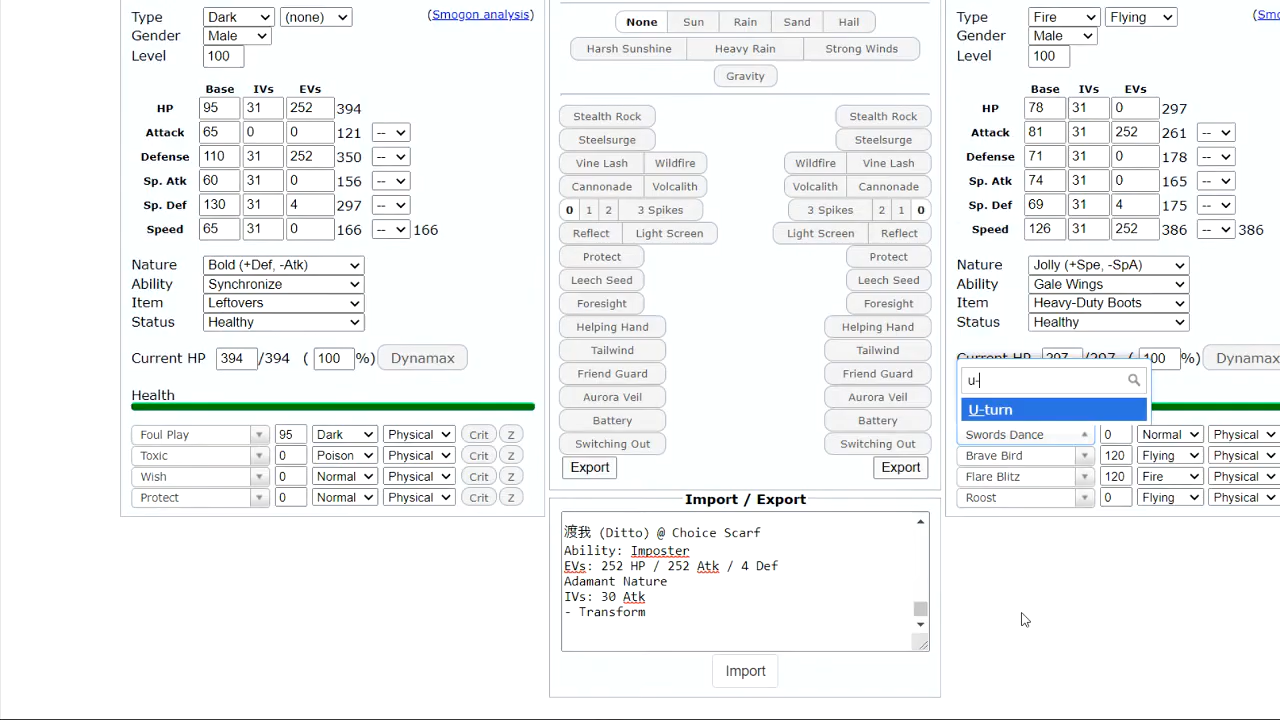 Type Dark (none) (Smogon analysis)
Gender Male
Level 100
Base IVs EVs
HP 95 31 252 394
Attack 65 0 0 121 --
Defense 110 31 252 350 --
Sp. Atk 60 31 0 156 --
Sp. Def 130 31 4 297 --
Speed 65 31 0 166 -- 166
Nature Bold (+Def, -Atk)
Ability Synchronize
Item Leftovers
Status Healthy
Current HP 394 /394 ( 100 %) Dynamax
Health
Foul Play 95 Dark Physical Crit Z
Toxic 0 Poison Physical Crit Z
Wish 0 Normal Physical Crit Z
Protect 0 Normal Physical Crit Z
None Sun Rain Sand Hail
Harsh Sunshine Heavy Rain Strong Winds
Gravity
Stealth Rock Stealth Rock
Steelsurge Steelsurge
Vine Lash Wildfire Wildfire Vine Lash
Cannonade Volcalith Volcalith Cannonade
0 1 2 3 Spikes 3 Spikes 2 1 0
Reflect Light Screen Light Screen Reflect
Protect Protect
Leech Seed Leech Seed
Foresight Foresight
Helping Hand Helping Hand
Tailwind Tailwind
Friend Guard Friend Guard
Aurora Veil Aurora Veil
Battery Battery
Switching Out Switching Out
Export Export
Import / Export
渡我 (Ditto) @ Choice Scarf
Ability: Imposter
EVs: 252 HP / 252 Atk / 4 Def
Adamant Nature
IVs: 30 Atk
- Transform
Import
Type Fire Flying (Smo
Gender Male
Level 100
Base IVs EVs
HP 78 31 0 297
Attack 81 31 252 261 --
Defense 71 31 0 178 --
Sp. Atk 74 31 0 165 --
Sp. Def 69 31 4 175 --
Speed 126 31 252 386 -- 386
Nature Jolly (+Spe, -SpA)
Ability Gale Wings
Item Heavy-Duty Boots
Status Healthy
Current HP 297 /297 ( 100 %) Dynamax
u-
U-turn
Swords Dance 0 Normal Physical
Brave Bird 120 Flying Physical
Flare Blitz 120 Fire Physical
Roost 0 Flying Physical